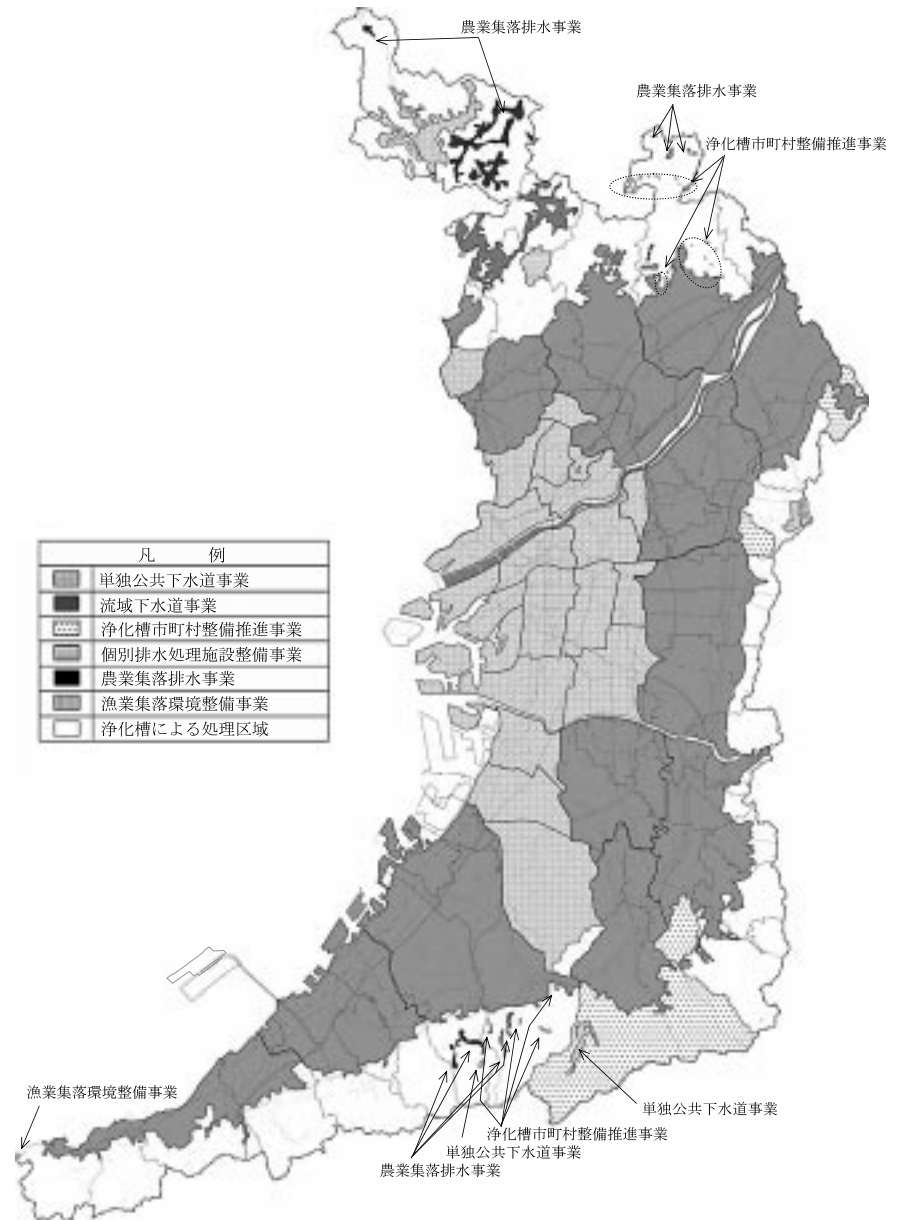 農業集落排水事業
農業集落排水事業
浄化槽市町村整備推進事業
凡 例
単独公共下水道事業
流域下水道事業
浄化槽市町村整備推進事業
個別排水処理施設整備事業
農業集落排水事業
漁業集落環境整備事業
浄化槽による処理区域
漁業集落環境整備事業
単独公共下水道事業
浄化槽市町村整備推進事業
単独公共下水道事業
農業集落排水事業